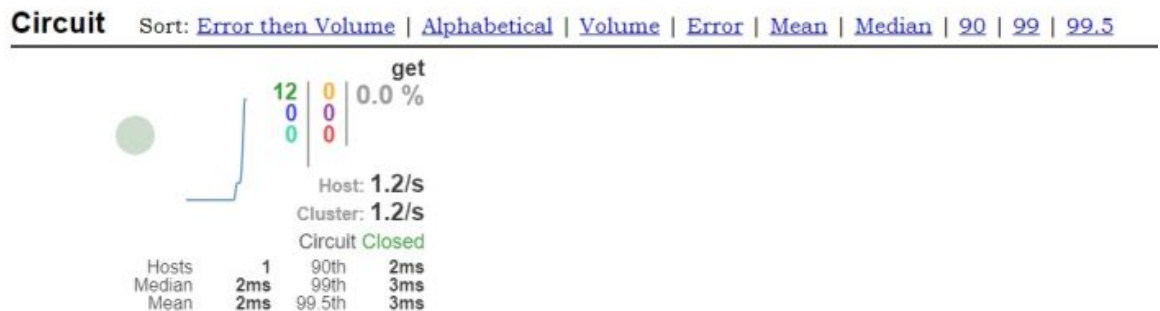 Circuit Sort: Error then Volume | Alphabetical | Volume | Error | Mean | Median | 90 | 99 | 99.5
get
12 0 0.0 %
0 0
0 0
Host: 1.2/s
Cluster: 1.2/s
Circuit Closed
Hosts 1 90th 2ms
Median 2ms 99th 3ms
Mean 2ms 99.5th 3ms